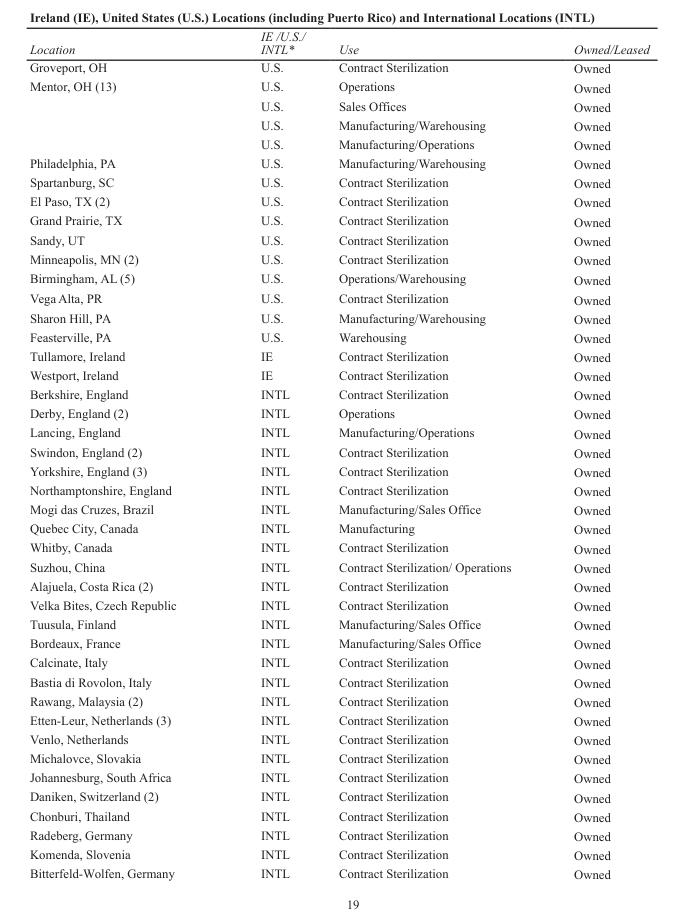 Ireland (IE), United States (U.S.) Locations (including Puerto Rico) and International Locations (INTL)
Location IE /U.S./ INTL* Use Owned/Leased
Groveport, OH U.S. Contract Sterilization Owned
Mentor, OH (13) U.S. Operations Owned
U.S. Sales Offices Owned
U.S. Manufacturing/Warehousing Owned
U.S. Manufacturing/Operations Owned
Philadelphia, PA U.S. Manufacturing/Warehousing Owned
Spartanburg, SC U.S. Contract Sterilization Owned
El Paso, TX (2) U.S. Contract Sterilization Owned
Grand Prairie, TX U.S. Contract Sterilization Owned
Sandy, UT U.S. Contract Sterilization Owned
Minneapolis, MN (2) U.S. Contract Sterilization Owned
Birmingham, AL (5) U.S. Operations/Warehousing Owned
Vega Alta, PR U.S. Contract Sterilization Owned
Sharon Hill, PA U.S. Manufacturing/Warehousing Owned
Feasterville, PA U.S. Warehousing Owned
Tullamore, Ireland IE Contract Sterilization Owned
Westport, Ireland IE Contract Sterilization Owned
Berkshire, England INTL Contract Sterilization Owned
Derby, England (2) INTL Operations Owned
Lancing, England INTL Manufacturing/Operations Owned
Swindon, England (2) INTL Contract Sterilization Owned
Yorkshire, England (3) INTL Contract Sterilization Owned
Northamptonshire, England INTL Contract Sterilization Owned
Mogi das Cruzes, Brazil INTL Manufacturing/Sales Office Owned
Quebec City, Canada INTL Manufacturing Owned
Whitby, Canada INTL Contract Sterilization Owned
Suzhou, China INTL Contract Sterilization/ Operations Owned
Alajuela, Costa Rica (2) INTL Contract Sterilization Owned
Velka Bites, Czech Republic INTL Contract Sterilization Owned
Tuusula, Finland INTL Manufacturing/Sales Office Owned
Bordeaux, France INTL Manufacturing/Sales Office Owned
Calcinate, Italy INTL Contract Sterilization Owned
Bastia di Rovolon, Italy INTL Contract Sterilization Owned
Rawang, Malaysia (2) INTL Contract Sterilization Owned
Etten-Leur, Netherlands (3) INTL Contract Sterilization Owned
Venlo, Netherlands INTL Contract Sterilization Owned
Michalovce, Slovakia INTL Contract Sterilization Owned
Johannesburg, South Africa INTL Contract Sterilization Owned
Daniken, Switzerland (2) INTL Contract Sterilization Owned
Chonburi, Thailand INTL Contract Sterilization Owned
Radeberg, Germany INTL Contract Sterilization Owned
Komenda, Slovenia INTL Contract Sterilization Owned
Bitterfeld-Wolfen, Germany INTL Contract Sterilization Owned
19